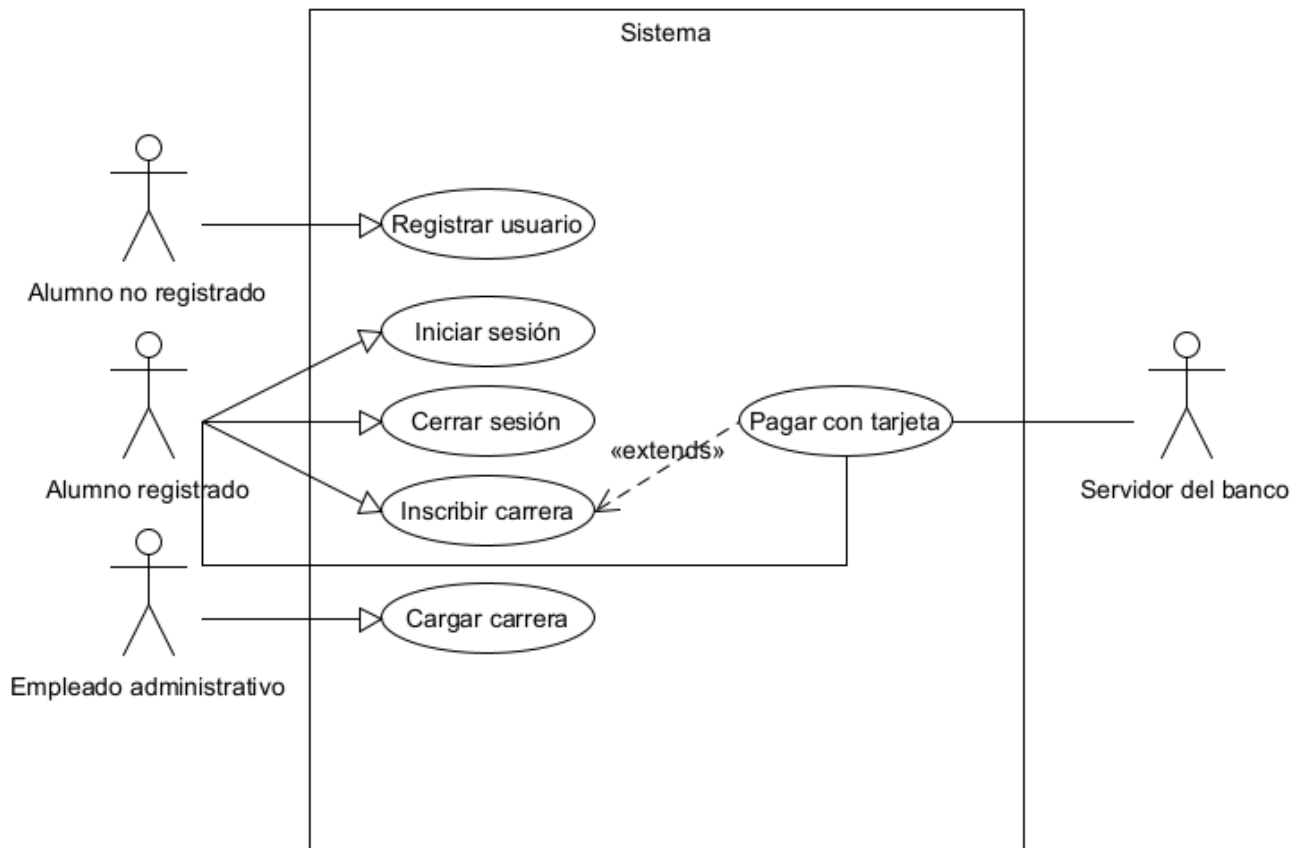 Sistema
Registrar usuario
Alumno no registrado
Iniciar sesión
Cerrar sesión
Pagar con tarjeta
«extends»
Alumno registrado
Inscribir carrera
Servidor del banco
Cargar carrera
Empleado administrativo